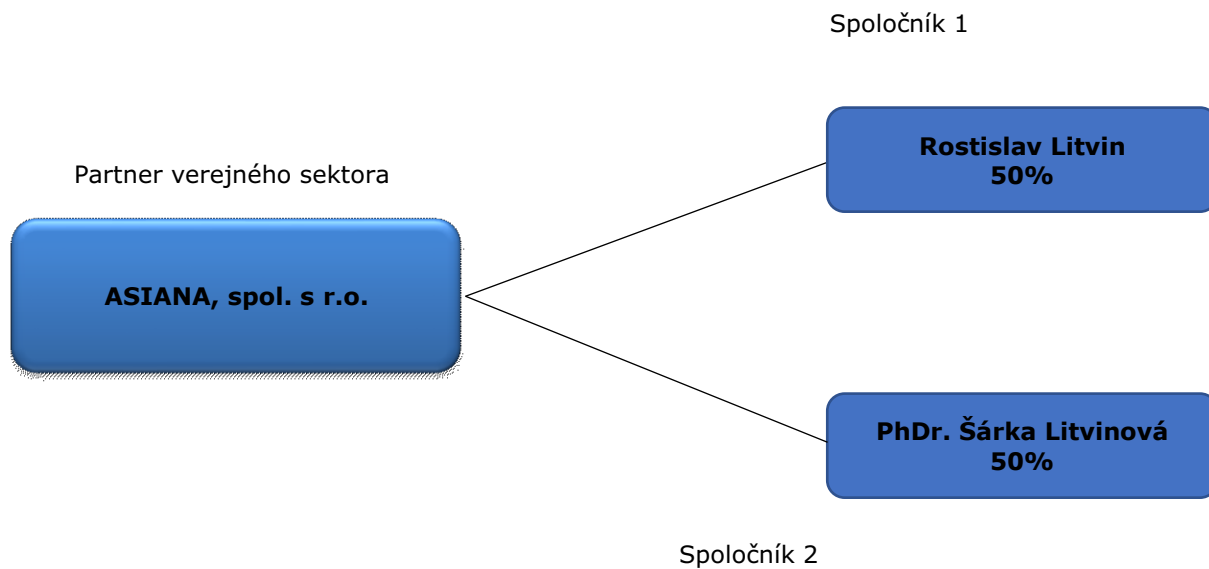 Spoločník 1
Rostislav Litvin
50%
Partner verejného sektora
ASIANA, spol. s r.o.
PhDr. Šárka Litvinová
50%
Spoločník 2